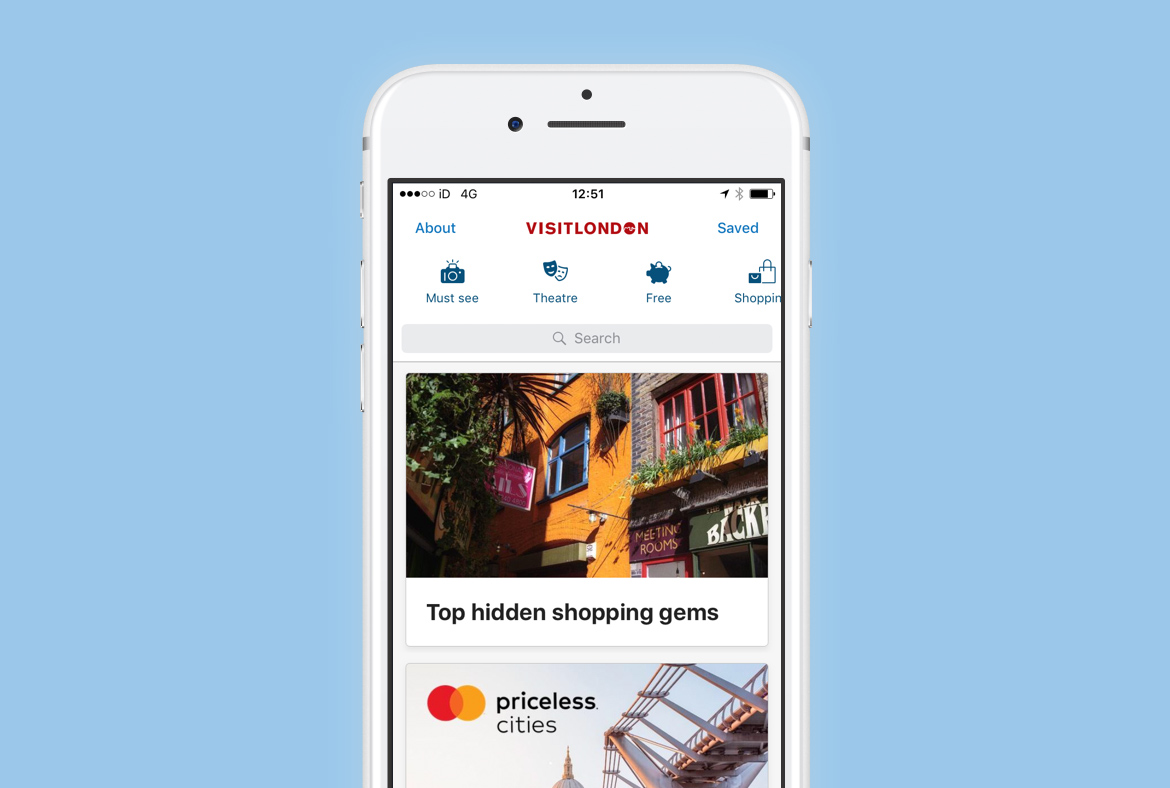 iD 4G 12:51
About VISITLONDON Saved
Must see Theatre Free Shoppin
Search
MEETING
ROOMS
BACKP
Top hidden shopping gems
priceless.
cities